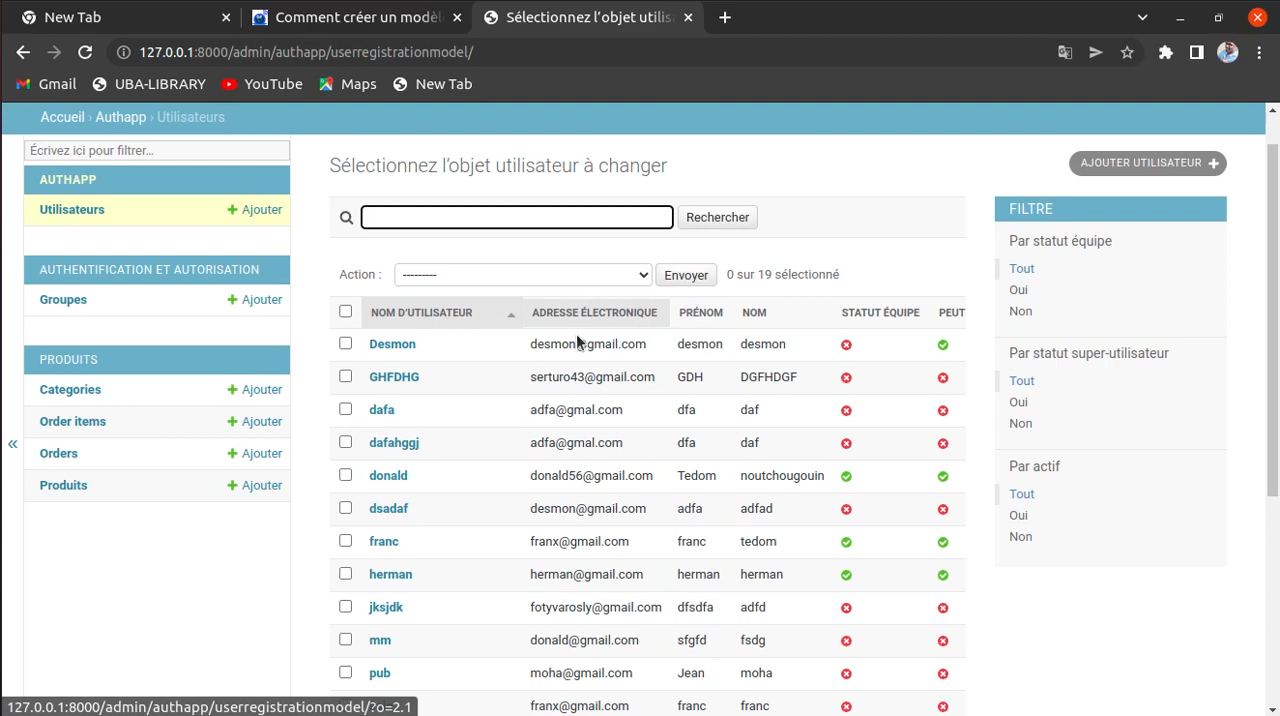 New Tab
Comment créer un modèl
Sélectionnez l'objet utilis
127.0.0.1:8000/admin/authapp/userregistrationmodel/
Gmail UBA-LIBRARY YouTube Maps New Tab
Accueil › Authapp › Utilisateurs
Écrivez ici pour filtrer...
AUTHAPP
Utilisateurs + Ajouter
AUTHENTIFICATION ET AUTORISATION
Groupes + Ajouter
PRODUITS
Categories + Ajouter
Order items + Ajouter
Orders + Ajouter
Produits + Ajouter
«
Sélectionnez l'objet utilisateur à changer
AJOUTER UTILISATEUR +
Rechercher
Action : --------- Envoyer 0 sur 19 sélectionné
NOM D'UTILISATEUR ADRESSE ÉLECTRONIQUE PRÉNOM NOM STATUT ÉQUIPE PEUT
Desmon desmon@gmail.com desmon desmon
GHFDHG serturo43@gmail.com GDH DGFHDGF
dafa adfa@gmal.com dfa daf
dafahggj adfa@gmal.com dfa daf
donald donald56@gmail.com Tedom noutchougouin
dsadaf desmon@gmail.com adfa adfad
franc franx@gmail.com franc tedom
herman herman@gmail.com herman herman
jksjdk fotyvarosly@gmail.com dfsdfa adfd
mm donald@gmail.com sfgfd fsdg
pub moha@gmail.com Jean moha
franx@gmail.com franc franc
FILTRE
Par statut équipe
Tout
Oui
Non
Par statut super-utilisateur
Tout
Oui
Non
Par actif
Tout
Oui
Non
127.0.0.1:8000/admin/authapp/userregistrationmodel/?o=2.1